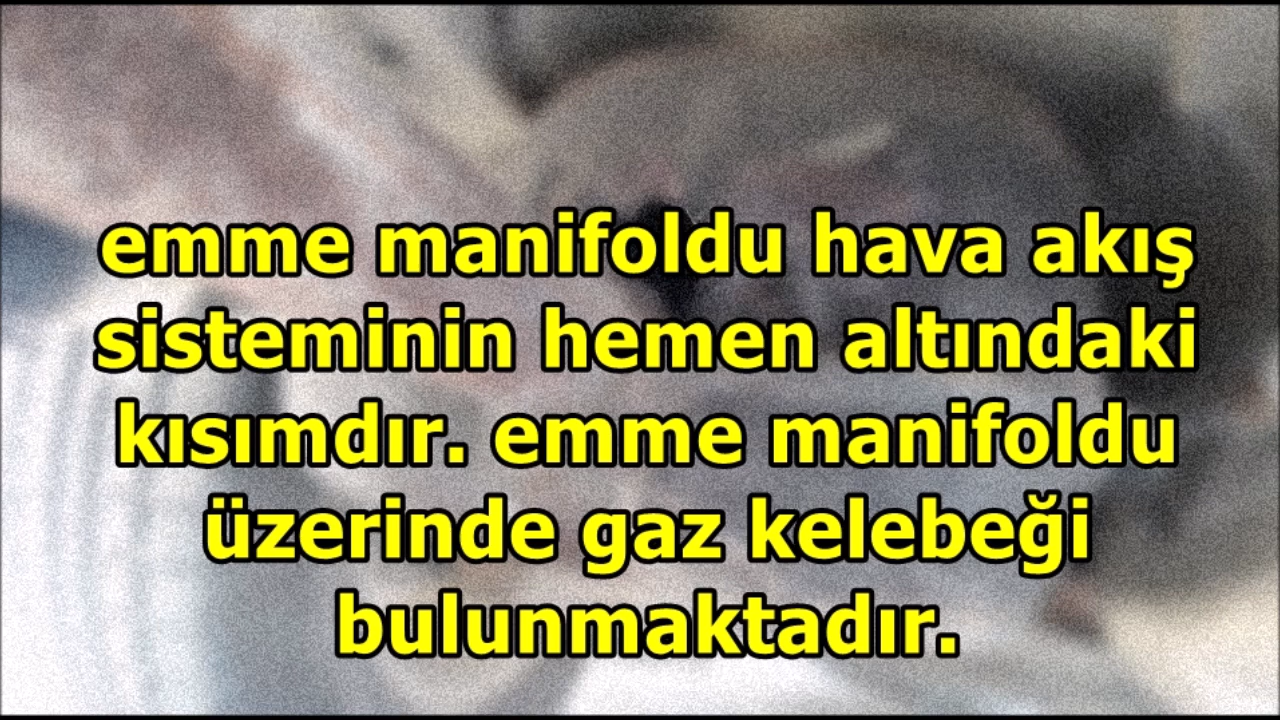 emme manifoldu hava akış
sisteminin hemen altındaki
kısımdır. emme manifoldu
üzerinde gaz kelebeği
bulunmaktadır.